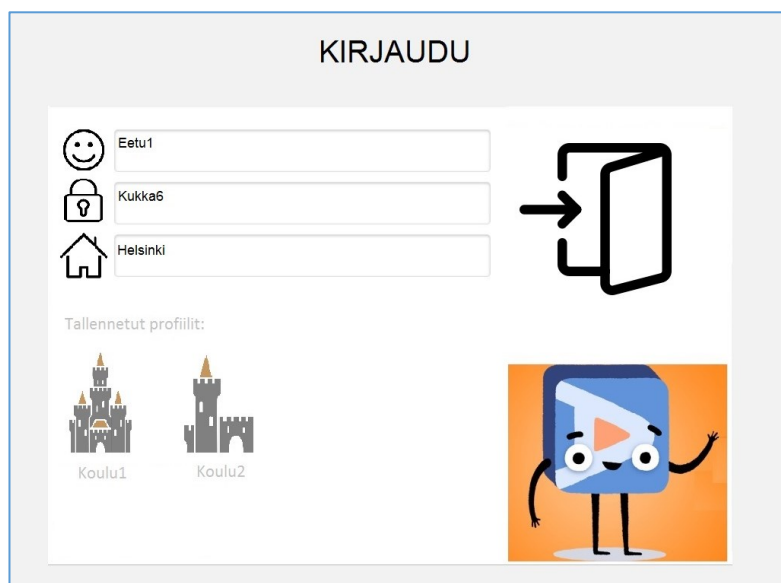 KIRJAUDU
Eetu1
Kukka6
Helsinki
Tallennetut profiilit:
Koulu1
Koulu2